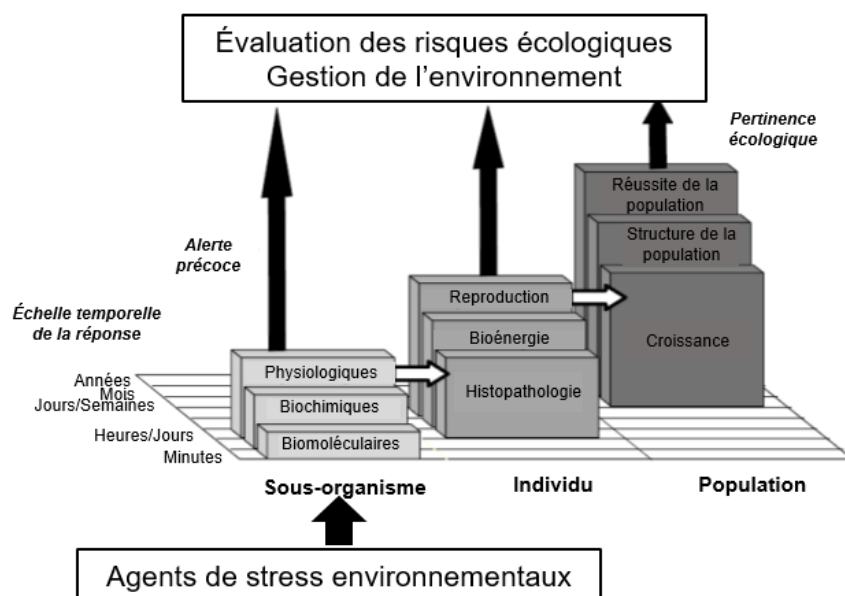 Évaluation des risques écologiques
Gestion de l'environnement
Pertinence
écologique
Alerte
précoce
Réussite de la
population
Structure de la
population
Croissance
Reproduction
Bioénergie
Histopathologie
Échelle temporelle
de la réponse
Physiologiques
Biochimiques
Biomoléculaires
Années
Mois
Jours/Semaines
Heures/Jours
Minutes
Sous-organisme
Individu
Population
Agents de stress environnementaux